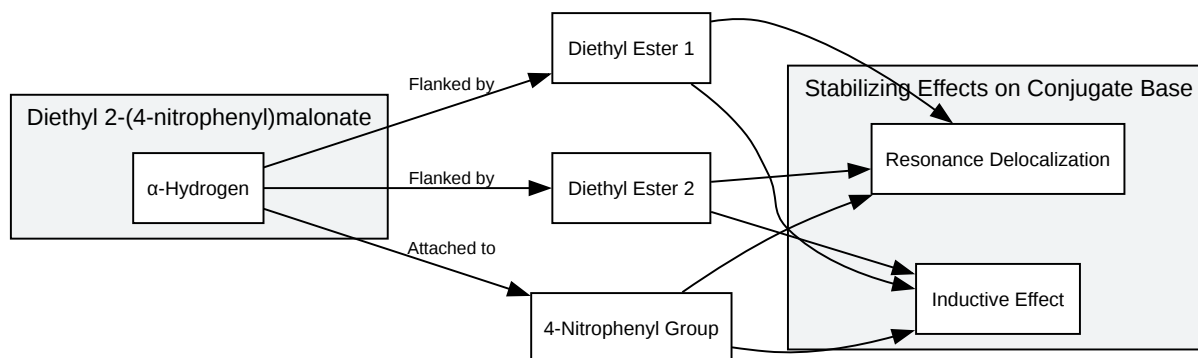 Diethyl 2-(4-nitrophenyl)malonate
α-Hydrogen
Flanked by
Flanked by
Attached to
Diethyl Ester 1
Diethyl Ester 2
4-Nitrophenyl Group
Stabilizing Effects on Conjugate Base
Resonance Delocalization
Inductive Effect